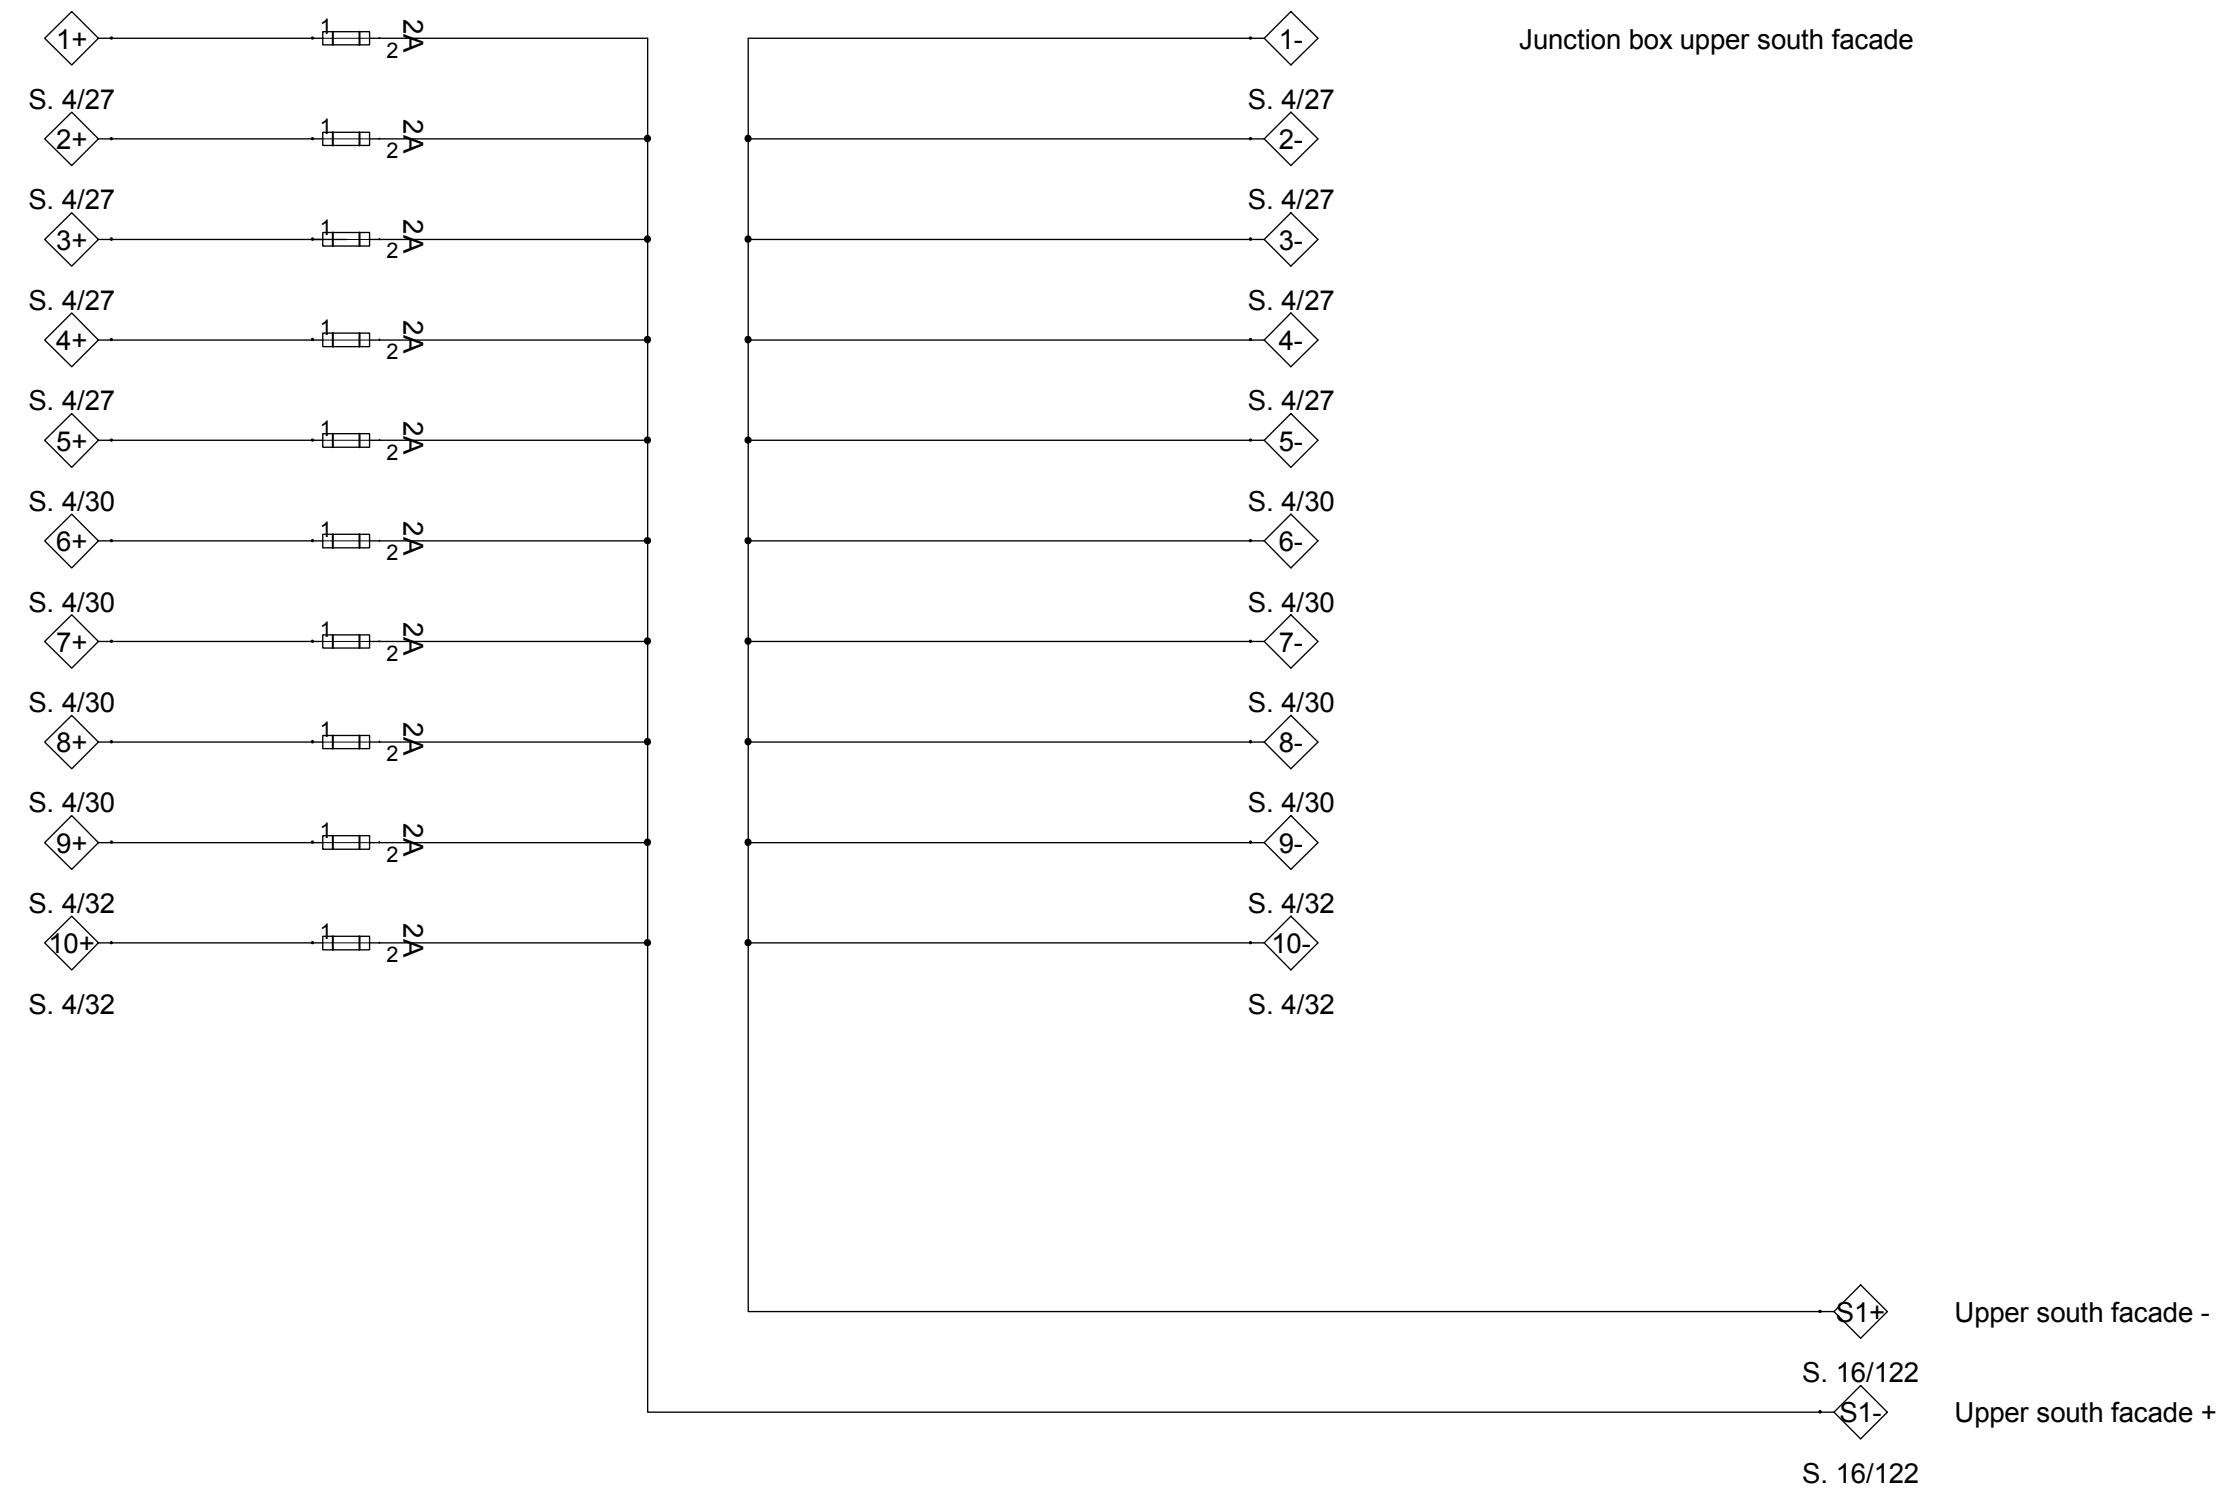 1+ 1 2 2A 1- Junction box upper south facade
S. 4/27 S. 4/27
2+ 1 2 2A 2-
S. 4/27 S. 4/27
3+ 1 2 2A 3-
S. 4/27 S. 4/27
4+ 1 2 2A 4-
S. 4/27 S. 4/27
5+ 1 2 2A 5-
S. 4/30 S. 4/30
6+ 1 2 2A 6-
S. 4/30 S. 4/30
7+ 1 2 2A 7-
S. 4/30 S. 4/30
8+ 1 2 2A 8-
S. 4/30 S. 4/30
9+ 1 2 2A 9-
S. 4/32 S. 4/32
10+ 1 2 2A 10-
S. 4/32 S. 4/32
S1+ Upper south facade -
S. 16/122
S1- Upper south facade +
S. 16/122